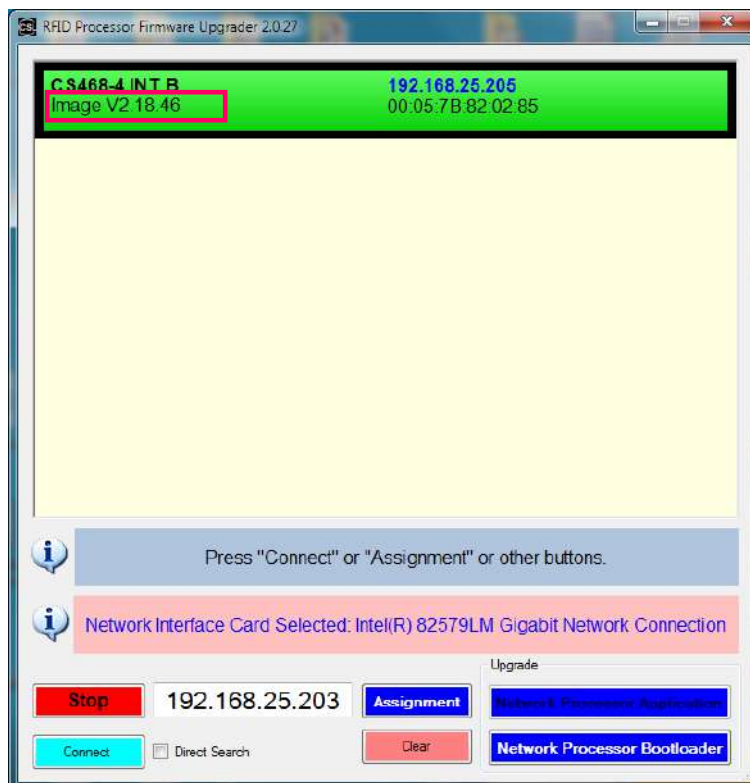 CS RFID Processor Firmware Upgrader 2.0.27
CS468-4 INT B 192.168.25.205
Image V2.18.46 00:05:7B:82:02:85
Press "Connect" or "Assignment" or other buttons.
Network Interface Card Selected: Intel(R) 82579LM Gigabit Network Connection
Upgrade
Stop 192.168.25.203 Assignment Network Processor Application
Connect Direct Search Clear Network Processor Bootloader